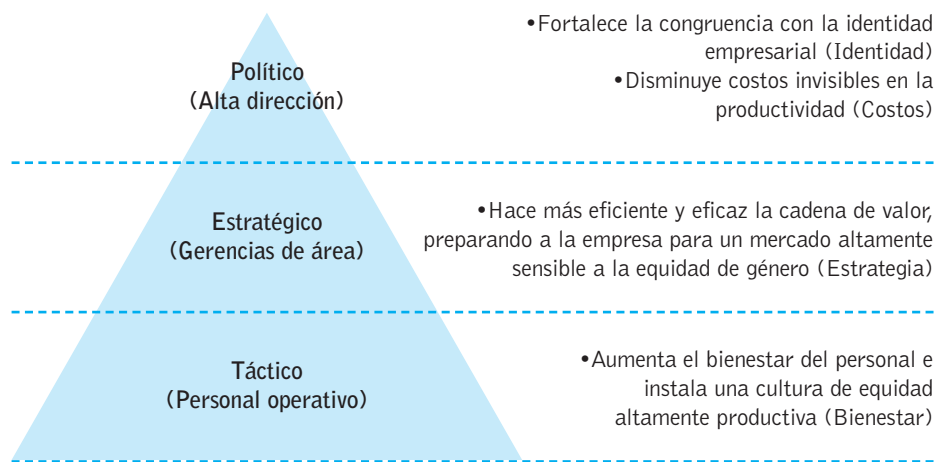 Político
(Alta dirección)
•Fortalece la congruencia con la identidad
empresarial (Identidad)
•Disminuye costos invisibles en la
productividad (Costos)
Estratégico
(Gerencias de área)
•Hace más eficiente y eficaz la cadena de valor,
preparando a la empresa para un mercado altamente
sensible a la equidad de género (Estrategia)
Táctico
(Personal operativo)
•Aumenta el bienestar del personal e
instala una cultura de equidad
altamente productiva (Bienestar)